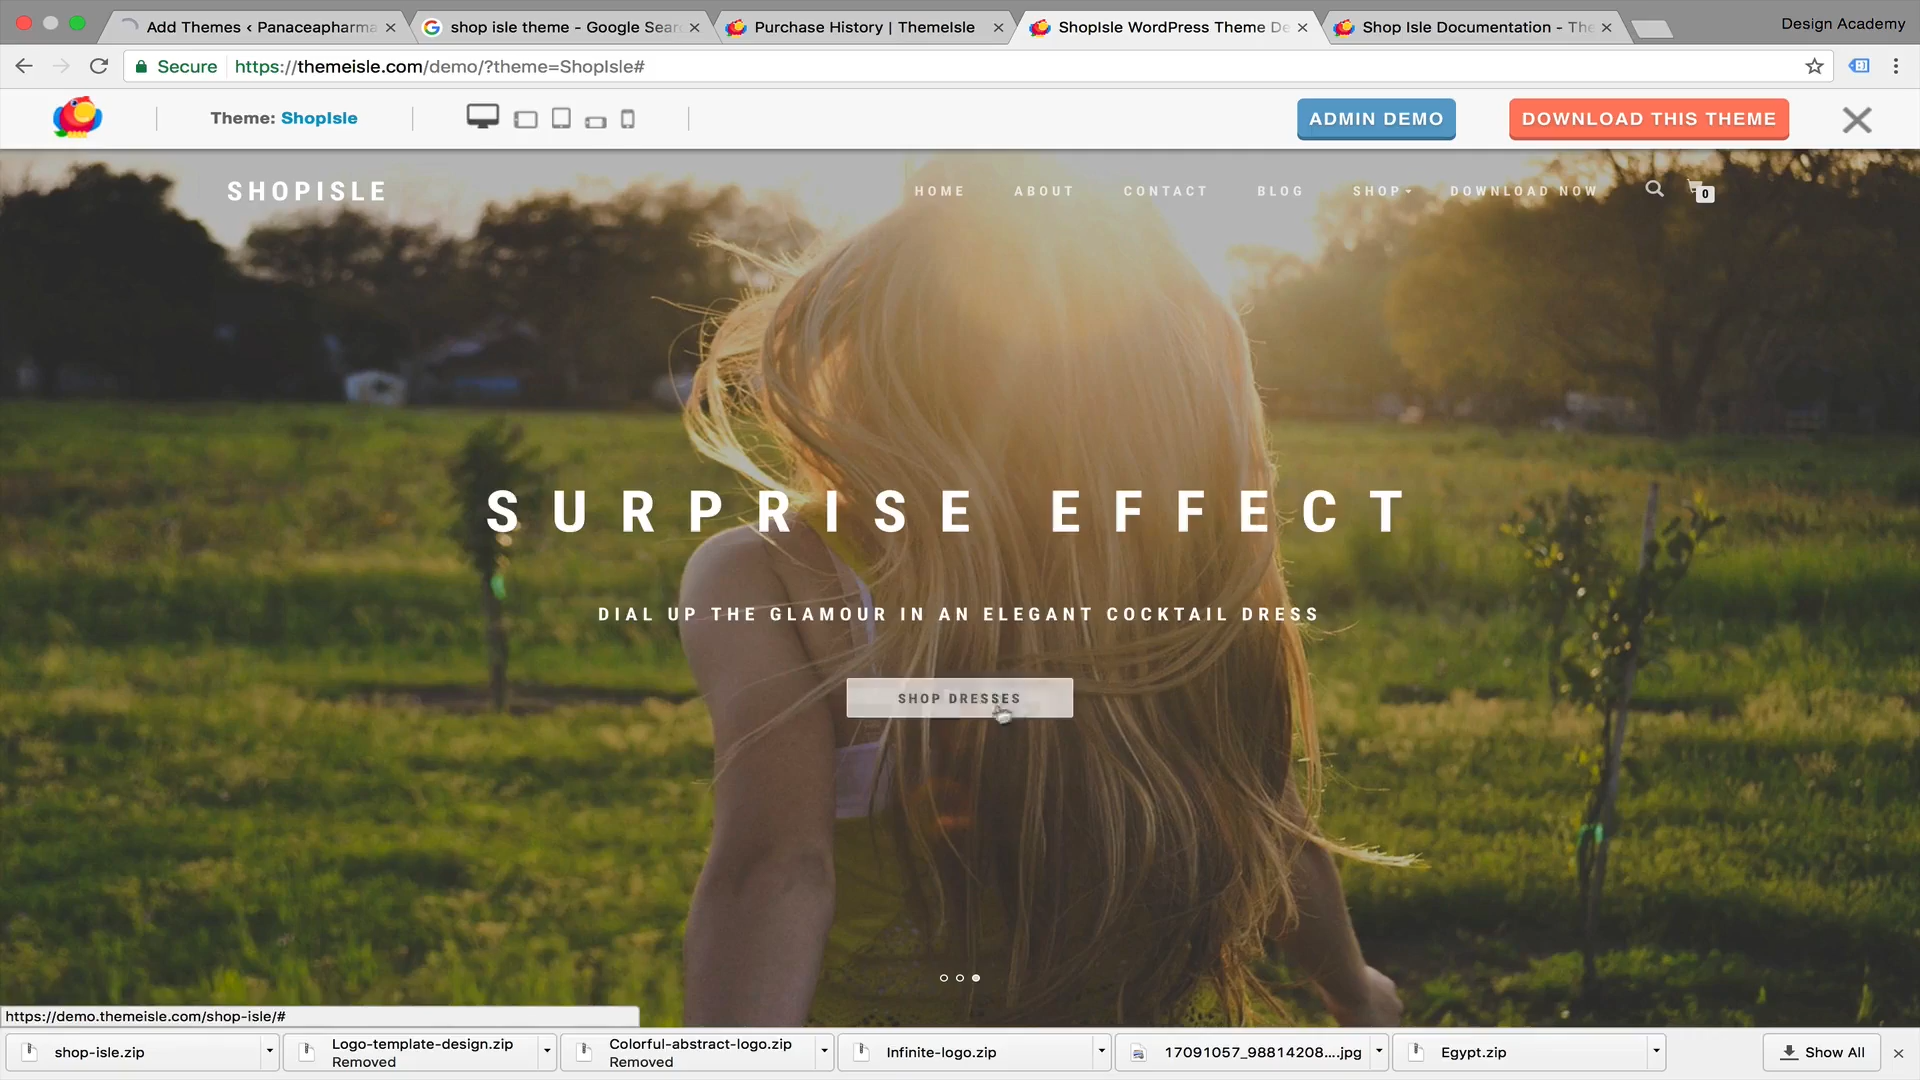 Add Themes ‹ Panaceapharma
shop isle theme - Google Sear
Purchase History | ThemeIsle
ShopIsle WordPress Theme De
Shop Isle Documentation - The
Design Academy
Secure
https://themeisle.com/demo/?theme=ShopIsle#
Theme: ShopIsle
ADMIN DEMO
DOWNLOAD THIS THEME
SHOPISLE
HOME
ABOUT
CONTACT
BLOG
SHOP
DOWNLOAD NOW
0
SURPRISE EFFECT
DIAL UP THE GLAMOUR IN AN ELEGANT COCKTAIL DRESS
SHOP DRESSES
https://demo.themeisle.com/shop-isle/#
shop-isle.zip
Logo-template-design.zip
Removed
Colorful-abstract-logo.zip
Removed
Infinite-logo.zip
17091057_98814208....jpg
Egypt.zip
Show All